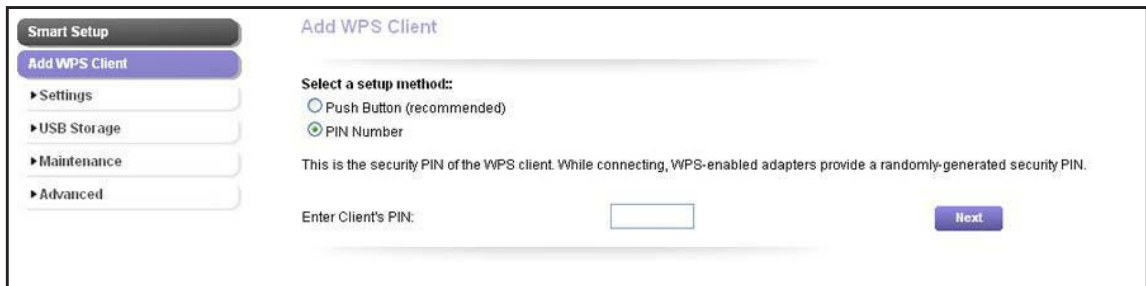 Smart Setup
Add WPS Client
Settings
USB Storage
Maintenance
Advanced
Add WPS Client
Select a setup method::
Push Button (recommended)
PIN Number
This is the security PIN of the WPS client. While connecting, WPS-enabled adapters provide a randomly-generated security PIN.
Enter Client's PIN:
Next